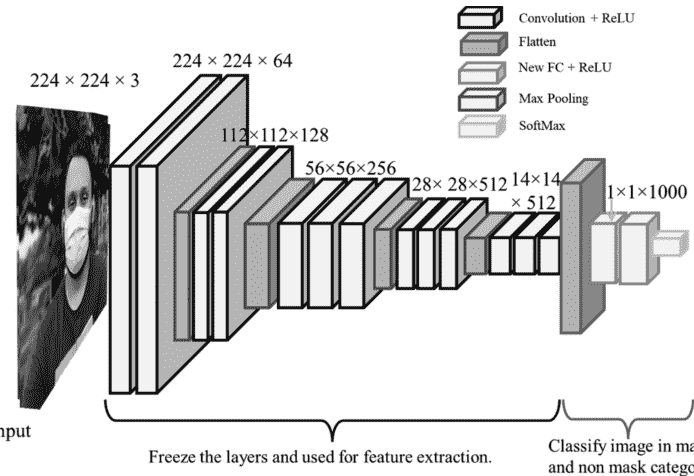 Convolution + ReLU
Flatten
New FC + ReLU
Max Pooling
SoftMax
224 × 224 × 3
224 × 224 × 64
112×112×128
56×56×256
28× 28×512
14×14
× 512
1×1×1000
nput
Freeze the layers and used for feature extraction.
Classify image in ma
and non mask catego